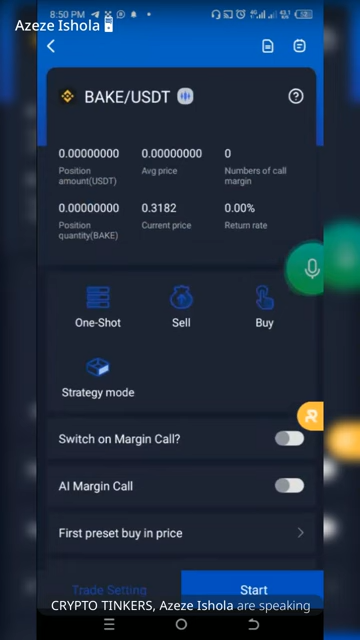 8:50 PM
Azeze Ishola
BAKE/USDT
0.00000000 0.00000000 0
Position amount(USDT) Avg price Numbers of call margin
0.00000000 0.3182 0.00%
Position quantity(BAKE) Current price Return rate
One-Shot Sell Buy
Strategy mode
Switch on Margin Call?
AI Margin Call
First preset buy in price
Trade Setting Start
CRYPTO TINKERS, Azeze Ishola are speaking